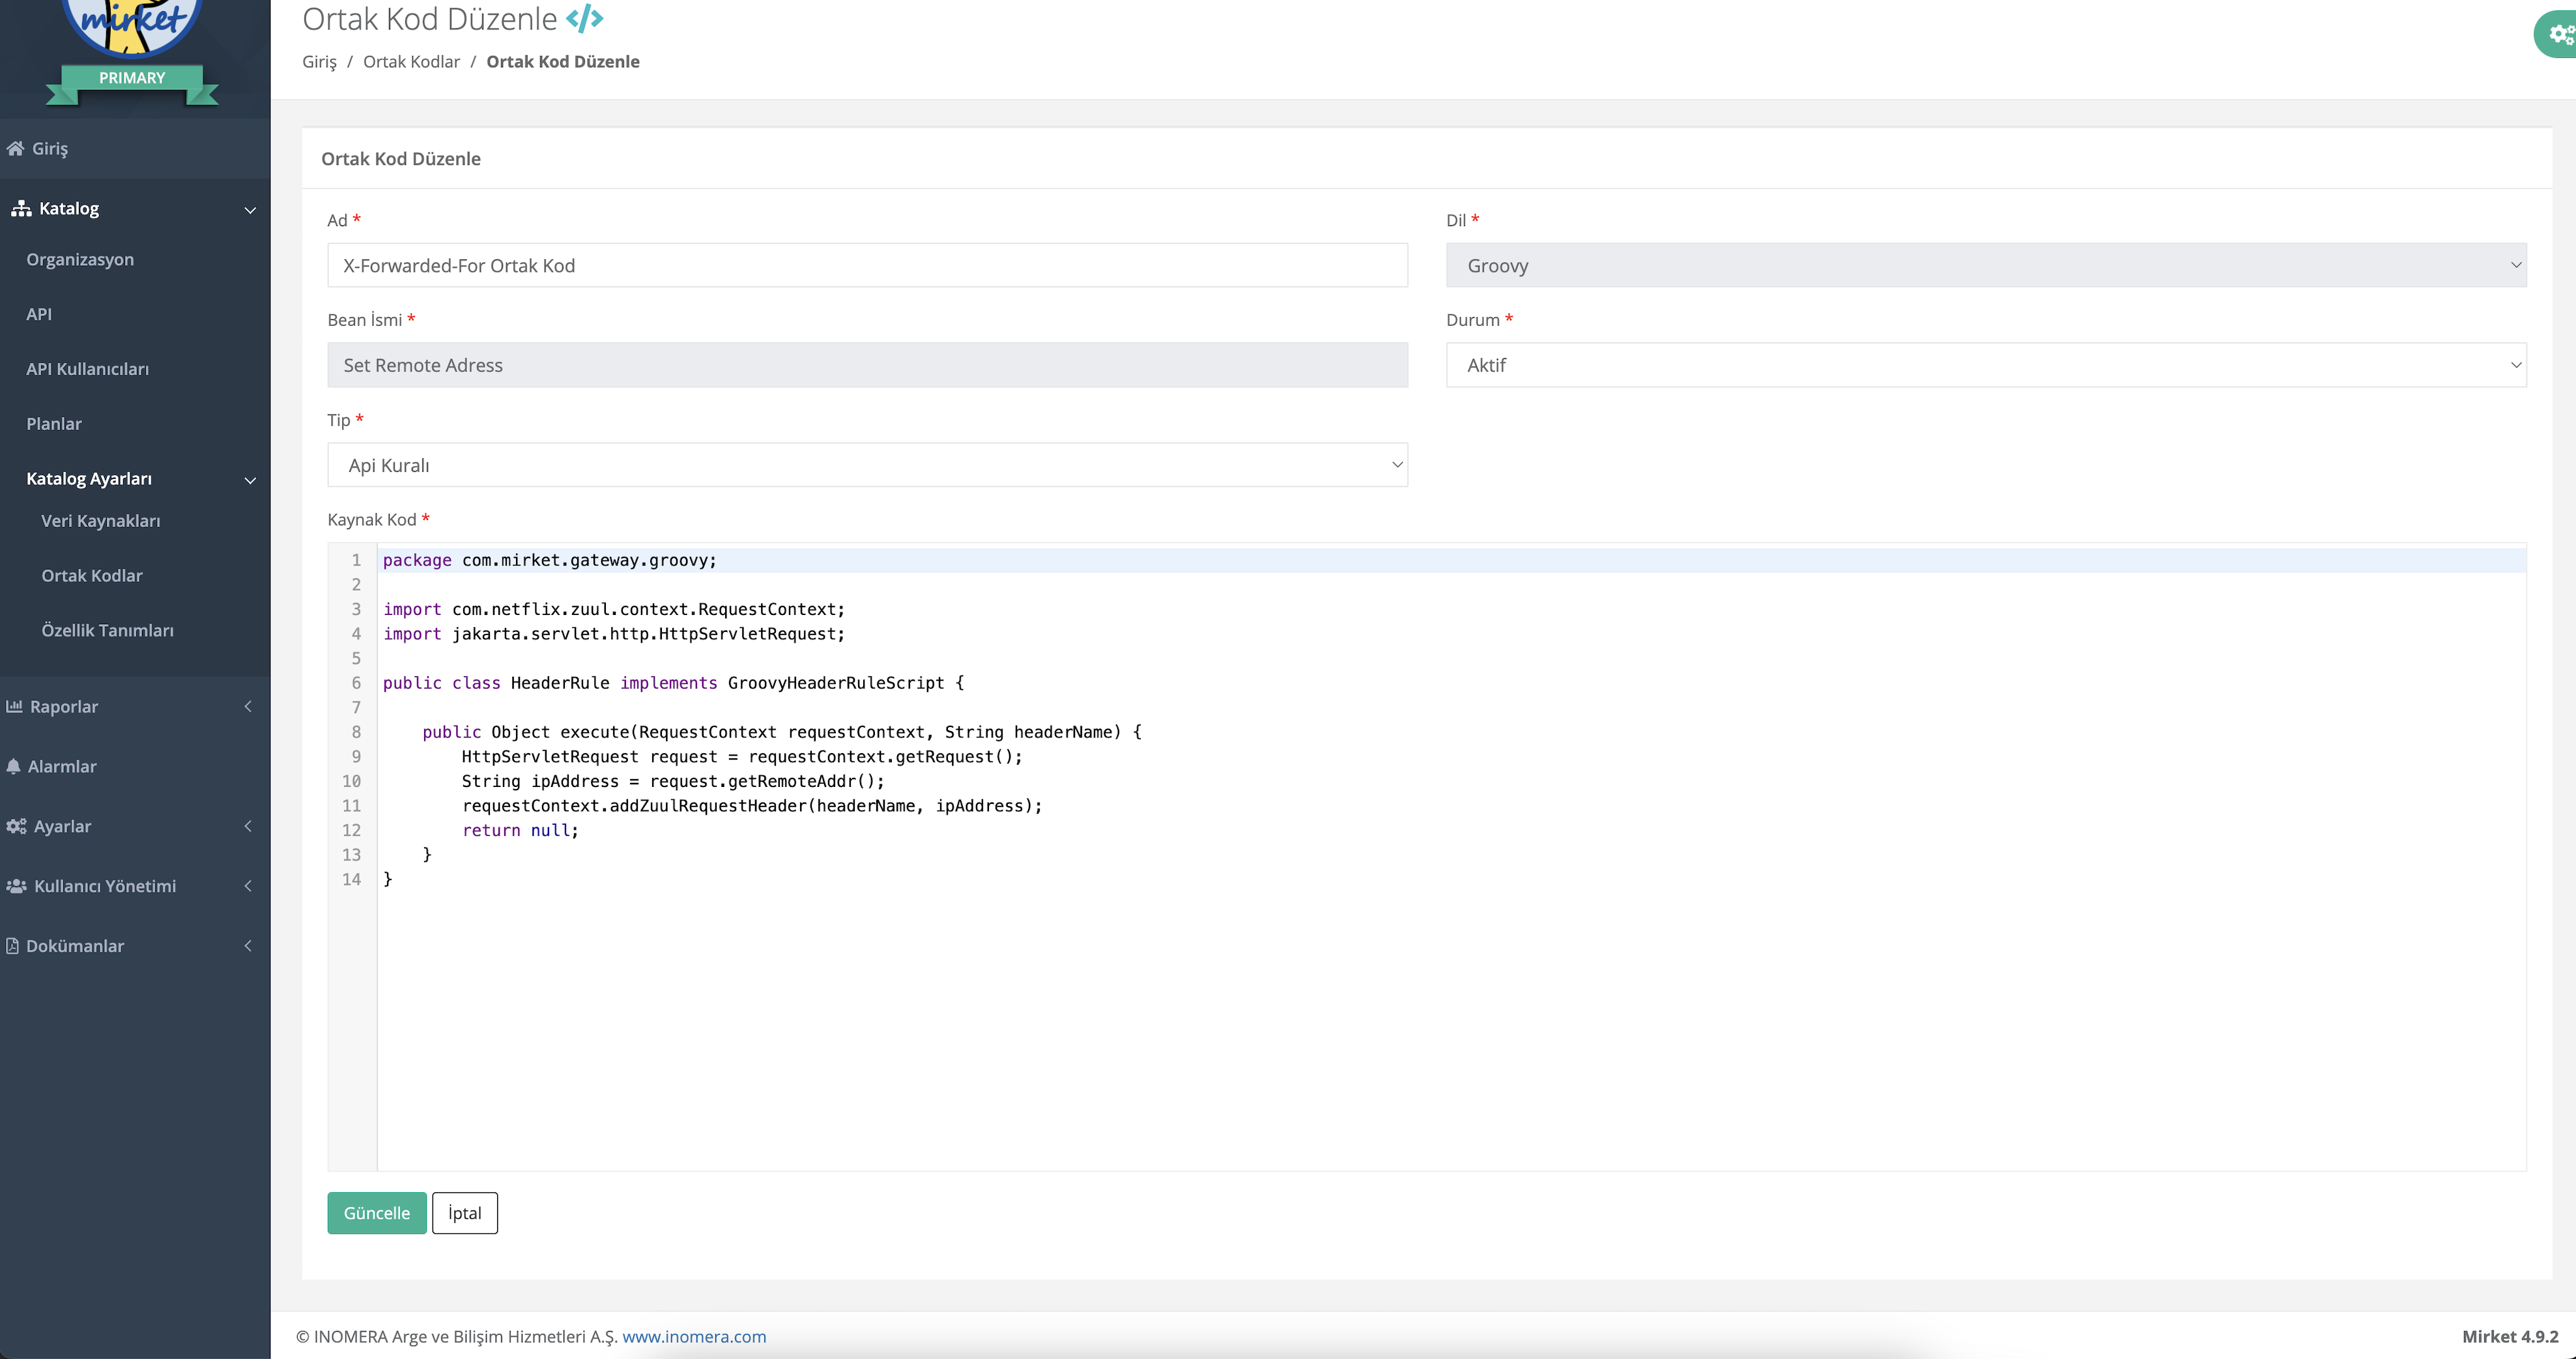 mirket
PRIMARY
Giriş
Katalog
Organizasyon
API
API Kullanıcıları
Planlar
Katalog Ayarları
Veri Kaynakları
Ortak Kodlar
Özellik Tanımları
Raporlar
Alarmlar
Ayarlar
Kullanıcı Yönetimi
Dokümanlar
Ortak Kod Düzenle </>
Giriş / Ortak Kodlar / Ortak Kod Düzenle
Ortak Kod Düzenle
Ad *
X-Forwarded-For Ortak Kod
Dil *
Groovy
Bean İsmi *
Set Remote Adress
Durum *
Aktif
Tip *
Api Kuralı
Kaynak Kod *
1 package com.mirket.gateway.groovy;
2
3 import com.netflix.zuul.context.RequestContext;
4 import jakarta.servlet.http.HttpServletRequest;
5
6 public class HeaderRule implements GroovyHeaderRuleScript {
7
8     public Object execute(RequestContext requestContext, String headerName) {
9         HttpServletRequest request = requestContext.getRequest();
10         String ipAddress = request.getRemoteAddr();
11         requestContext.addZuulRequestHeader(headerName, ipAddress);
12         return null;
13     }
14 }
Güncelle
İptal
© INOMERA Arge ve Bilişim Hizmetleri A.Ş. www.inomera.com
Mirket 4.9.2